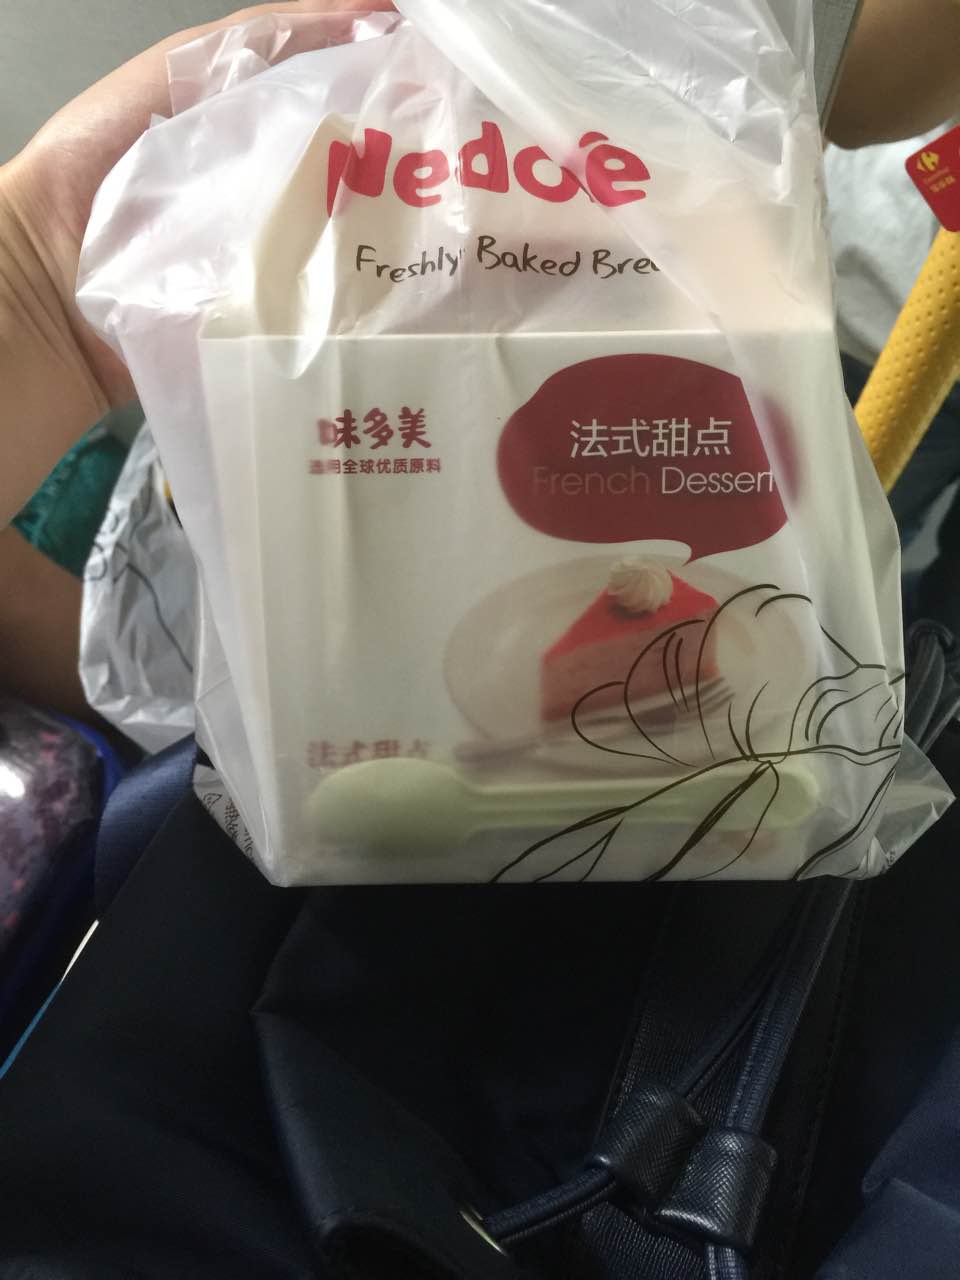 Nedoé
Freshly Baked Brea
味多美
选用全球优质原料
法式甜点
French Dessert
法式甜点